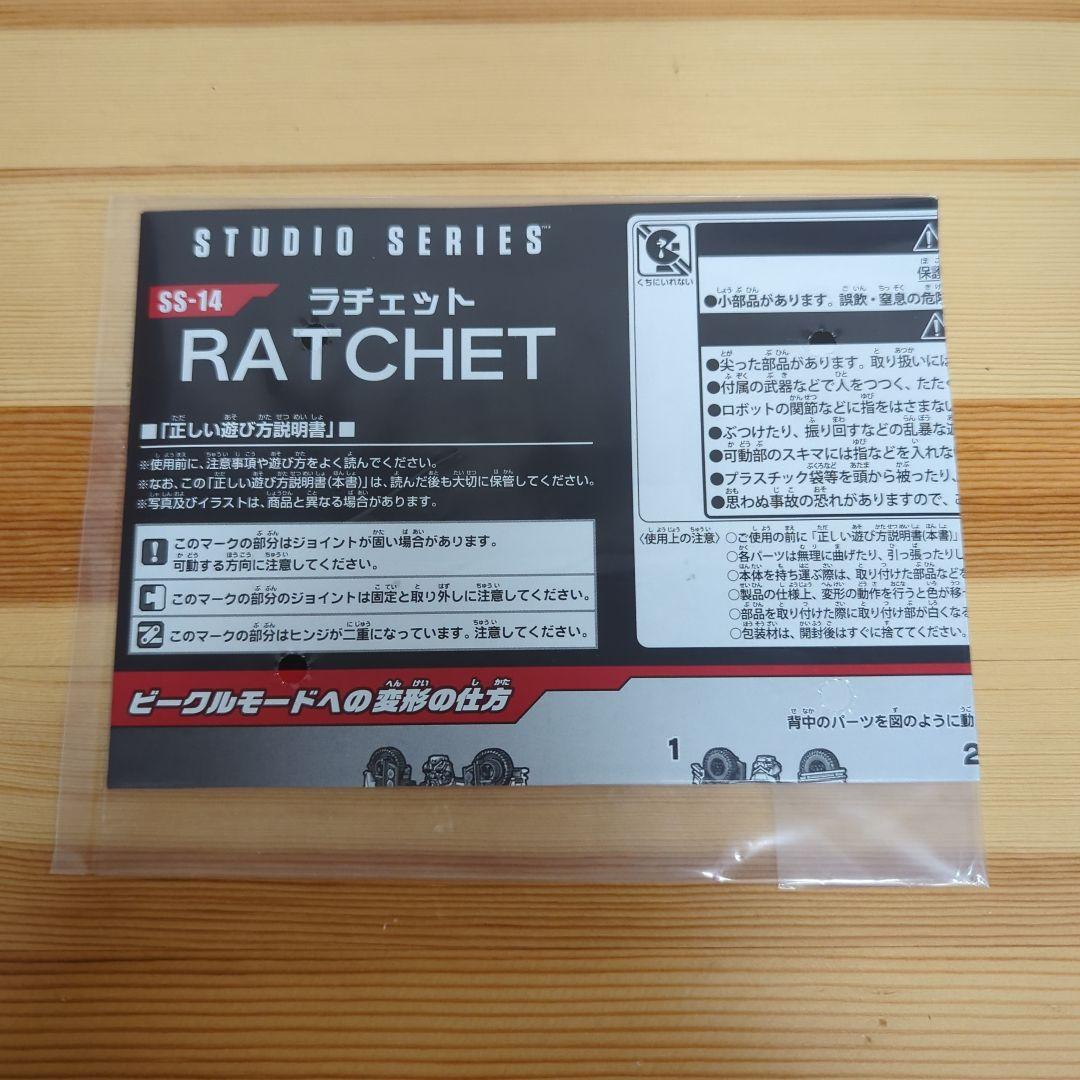 STUDIO SERIES™
SS-14
ラチェット
RATCHET
■「正しい遊び方説明書」■
※使用前に、注意事項や遊び方をよく読んでください。
※なお、この「正しい遊び方説明書(本書)」は、読んだ後も大切に保管してください。
※写真及びイラストは、商品と異なる場合があります。
このマークの部分はジョイントが固い場合があります。
可動する方向に注意してください。
このマークの部分のジョイントは固定と取り外しに注意してください。
このマークの部分はヒンジが二重になっています。注意してください。
くちにいれない
保護
●小部品があります。誤飲・窒息の危険
●尖った部品があります。取り扱いには
●付属の武器などで人をつつく、たたく
●ロボットの関節などに指をはさまない
●ぶつけたり、振り回すなどの乱暴な遊
●可動部のスキマには指などを入れな
●プラスチック袋等を頭から被ったり、
●思わぬ事故の恐れがありますので、
〈使用上の注意〉
○ご使用の前に「正しい遊び方説明書(本書)」
○各パーツは無理に曲げたり、引っ張ったりし
○本体を持ち運ぶ際は、取り付けた部品などを
○製品の仕様上、変形の動作を行うと色が移っ
○部品を取り付けた際に取り付け部が白くなる
○包装材は、開封後はすぐに捨ててください。
ビークルモードへの変形の仕方
背中のパーツを図のように動
1
2